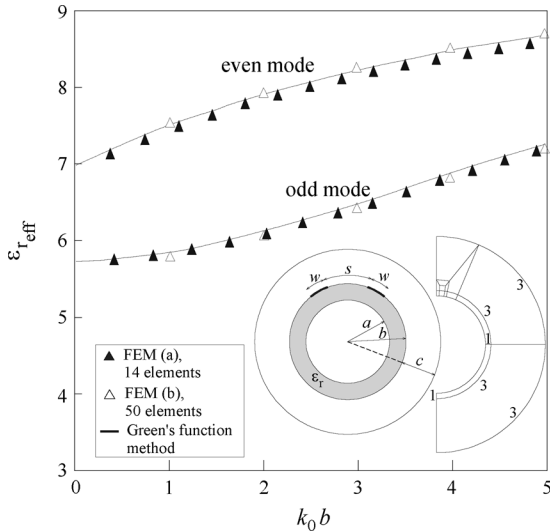 9
8
7
6
5
4
3
ε_r_eff
even mode
odd mode
w s w
a
b
c
ε_r
3
3
1
3
1
3
FEM (a),
14 elements
FEM (b),
50 elements
Green's function
method
0 1 2 3 4 5
k_0 b